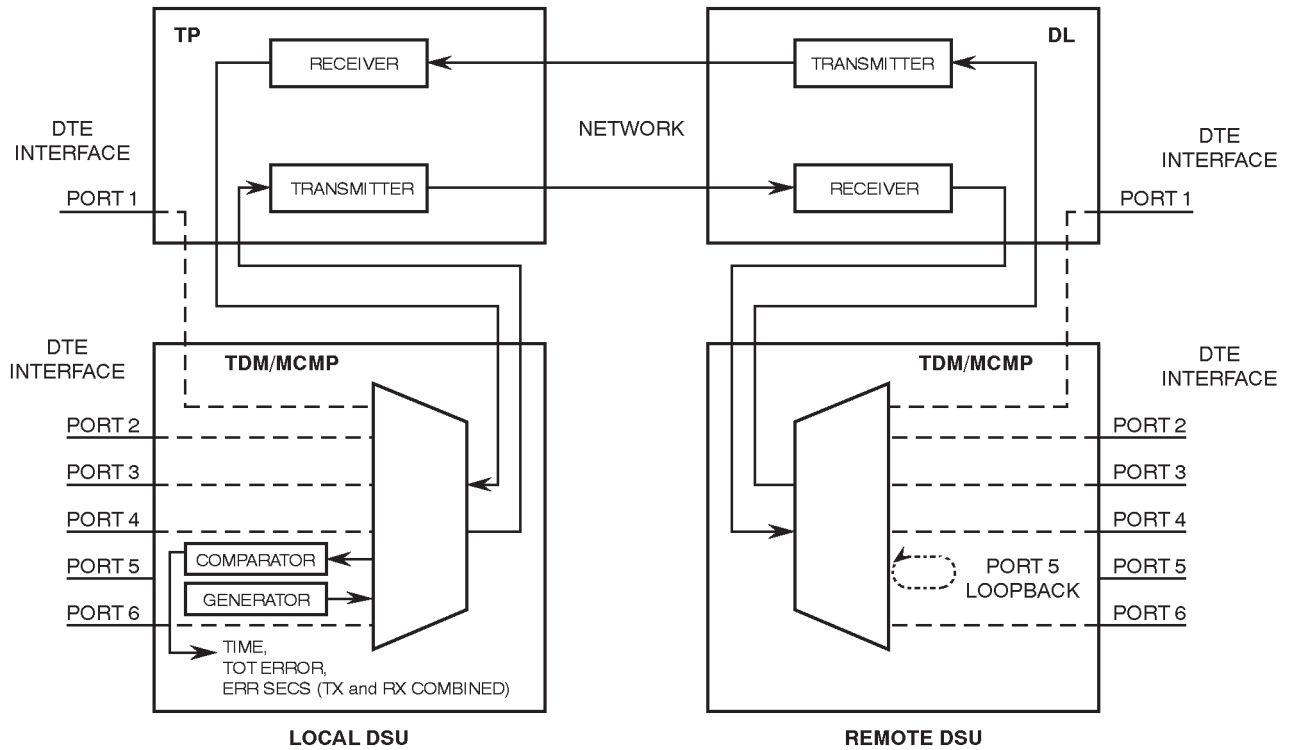 TP
DL
RECEIVER
TRANSMITTER
DTE
INTERFACE
NETWORK
DTE
INTERFACE
TRANSMITTER
RECEIVER
PORT 1
PORT 1
DTE
INTERFACE
TDM/MCMP
TDM/MCMP
DTE
INTERFACE
PORT 2
PORT 2
PORT 3
PORT 3
PORT 4
PORT 4
COMPARATOR
PORT 5
PORT 5
LOOPBACK
PORT 5
GENERATOR
PORT 6
PORT 6
TIME,
TOT ERROR,
ERR SECS (TX and RX COMBINED)
LOCAL DSU
REMOTE DSU